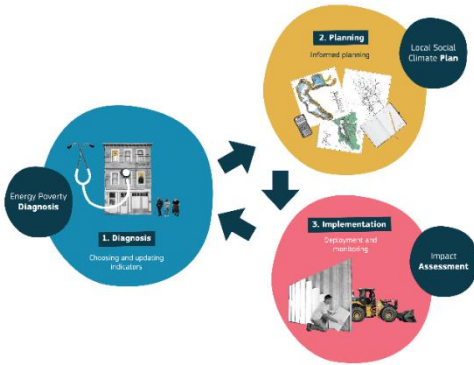 2. Planning
Informed planning
Local Social
Climate Plan
Energy Poverty
Diagnosis
1. Diagnosis
Choosing and updating
indicators
3. Implementation
Deployment and
monitoring
Impact
Assessment